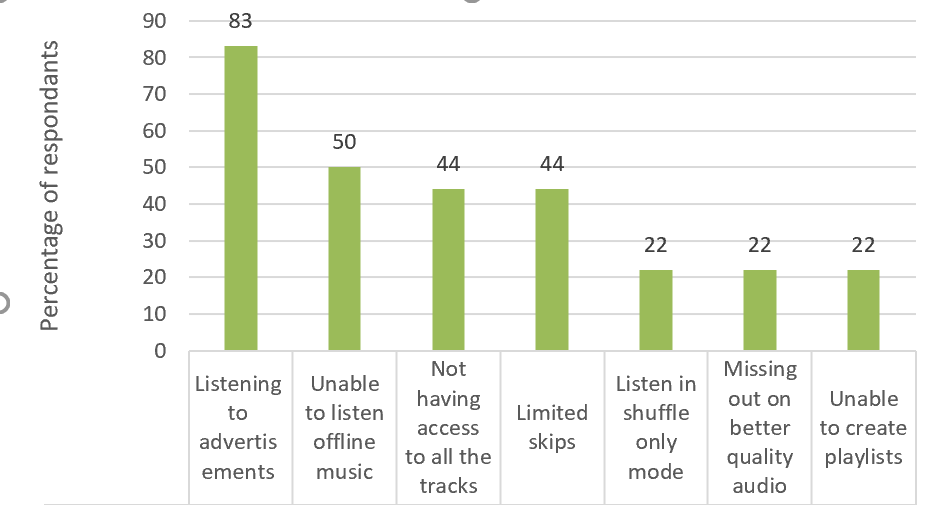 90
80
70
60
50
40
30
20
10
0
Percentage of respondants
83
50
44
44
22
22
22
Listening
to
advertis
ements
Unable
to listen
offline
music
Not
having
access
to all the
tracks
Limited
skips
Listen in
shuffle
only
mode
Missing
out on
better
quality
audio
Unable
to create
playlists